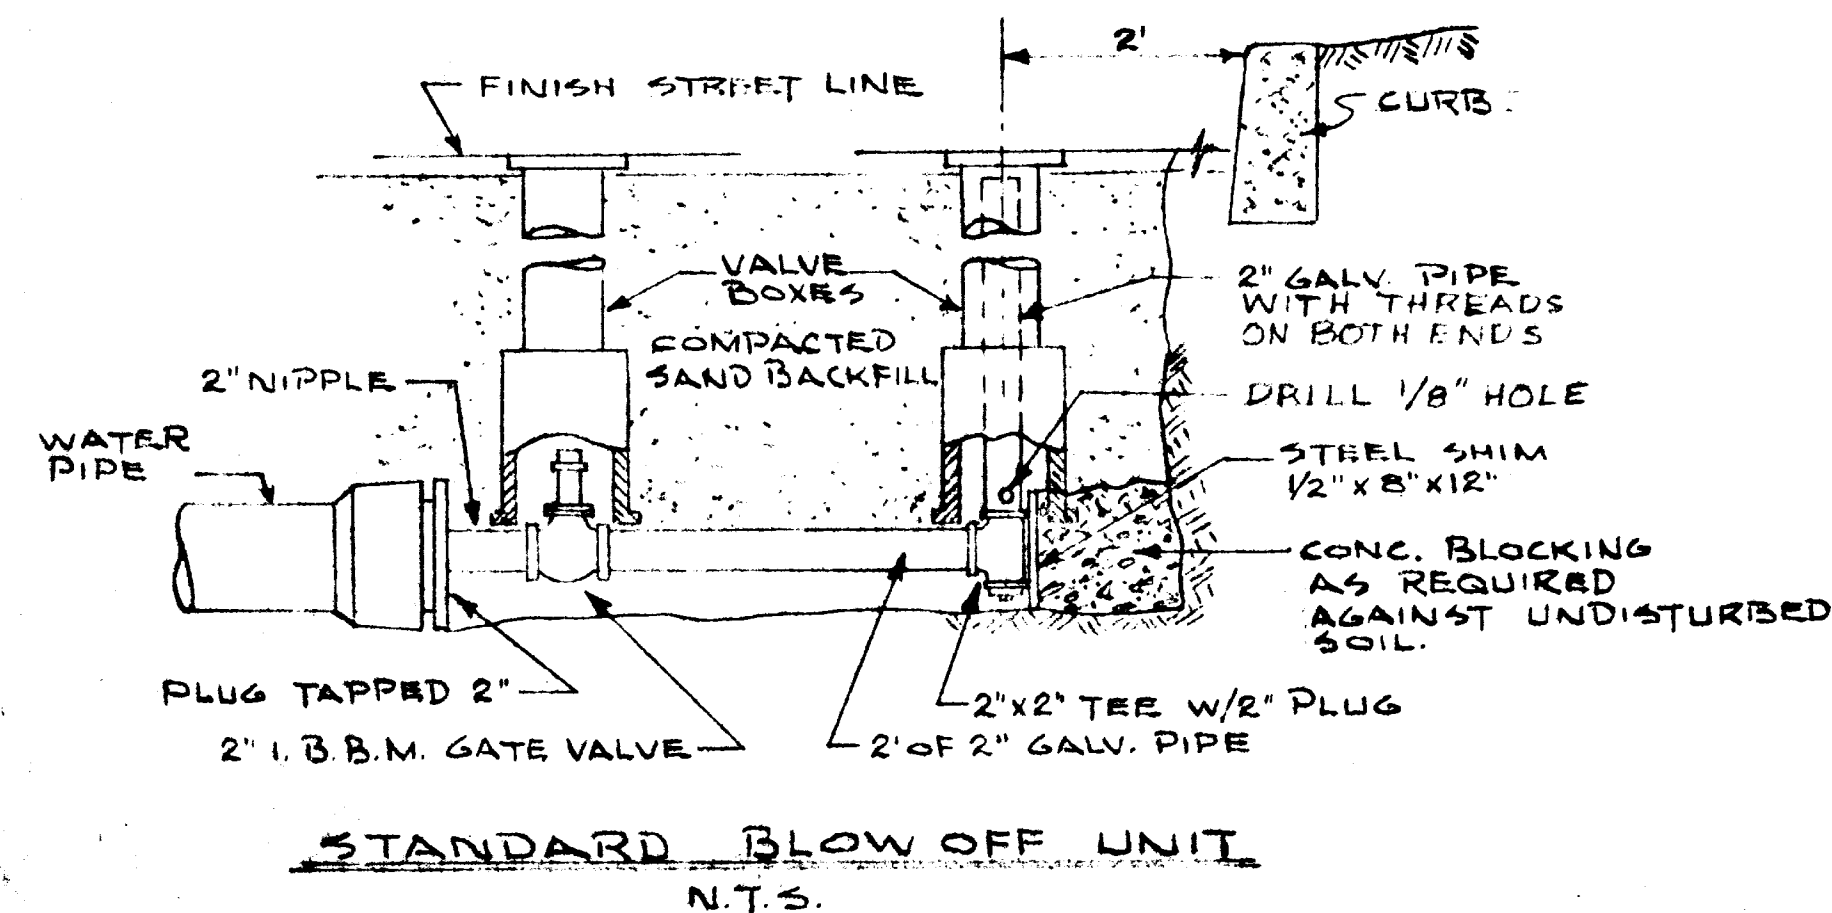 2'
FINISH STREET LINE
CURB
VALVE
BOXES
2" GALV. PIPE
WITH THREADS
ON BOTH ENDS
COMPACTED
SAND BACKFILL
2" NIPPLE
DRILL 1/8" HOLE
WATER
PIPE
STEEL SHIM
1/2" x 8" x 12"
CONC. BLOCKING
AS REQUIRED
AGAINST UNDISTURBED
SOIL.
PLUG TAPPED 2"
2"x2" TEE W/2" PLUG
2" I.B.B.M. GATE VALVE
2' OF 2" GALV. PIPE
STANDARD BLOW OFF UNIT
N.T.S.